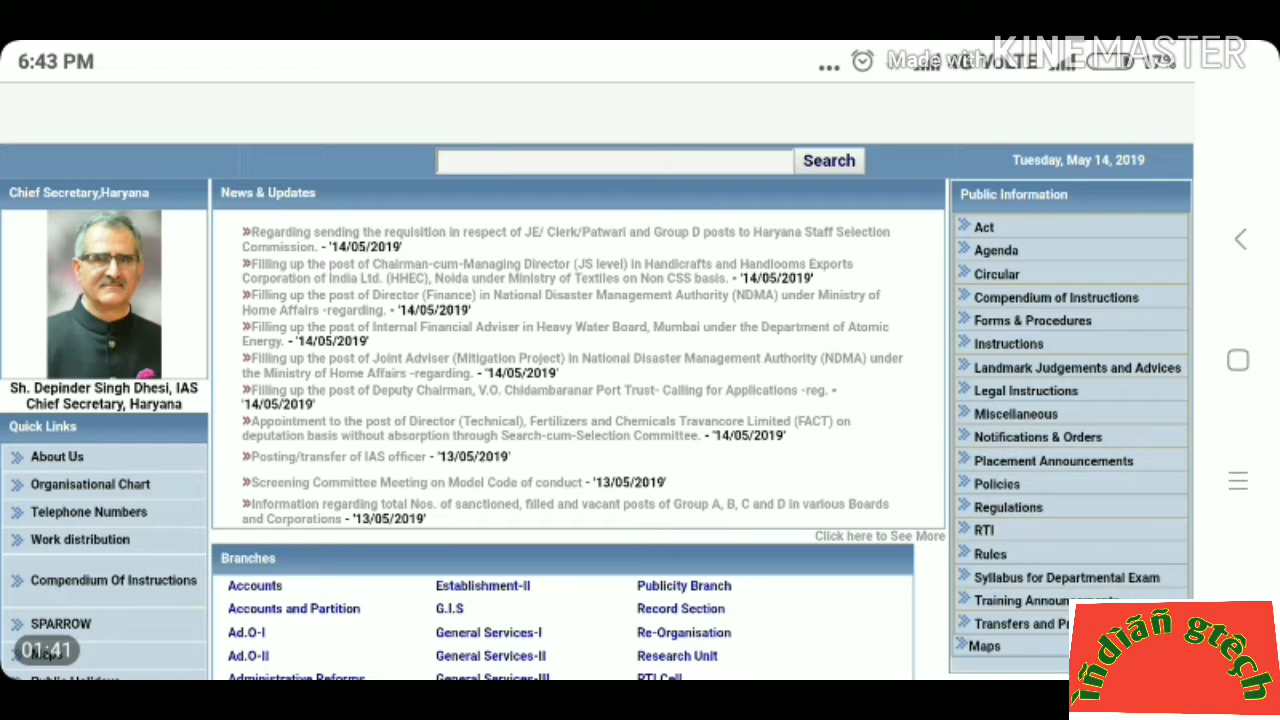 6:43 PM
Made with KINEMASTER
4G VoLTE
17%
Search
Tuesday, May 14, 2019
Chief Secretary,Haryana
Sh. Depinder Singh Dhesi, IAS
Chief Secretary, Haryana
Quick Links
About Us
Organisational Chart
Telephone Numbers
Work distribution
Compendium Of Instructions
SPARROW
01:41
News & Updates
»Regarding sending the requisition in respect of JE/ Clerk/Patwari and Group D posts to Haryana Staff Selection
Commission. - '14/05/2019'
»Filling up the post of Chairman-cum-Managing Director (JS level) in Handicrafts and Handlooms Exports
Corporation of India Ltd. (HHEC), Noida under Ministry of Textiles on Non CSS basis. - '14/05/2019'
»Filling up the post of Director (Finance) in National Disaster Management Authority (NDMA) under Ministry of
Home Affairs -regarding. - '14/05/2019'
»Filling up the post of Internal Financial Adviser in Heavy Water Board, Mumbai under the Department of Atomic
Energy. - '14/05/2019'
»Filling up the post of Joint Adviser (Mitigation Project) in National Disaster Management Authority (NDMA) under
the Ministry of Home Affairs -regarding. - '14/05/2019'
»Filling up the post of Deputy Chairman, V.O. Chidambaranar Port Trust- Calling for Applications -reg. -
'14/05/2019'
»Appointment to the post of Director (Technical), Fertilizers and Chemicals Travancore Limited (FACT) on
deputation basis without absorption through Search-cum-Selection Committee. - '14/05/2019'
»Posting/transfer of IAS officer - '13/05/2019'
»Screening Committee Meeting on Model Code of conduct - '13/05/2019'
»Information regarding total Nos. of sanctioned, filled and vacant posts of Group A, B, C and D in various Boards
and Corporations - '13/05/2019'
Click here to See More
Branches
Accounts Establishment-II Publicity Branch
Accounts and Partition G.I.S Record Section
Ad.O-I General Services-I Re-Organisation
Ad.O-II General Services-II Research Unit
Administrative Reforms General Services-III RTI Cell
Public Information
Act
Agenda
Circular
Compendium of Instructions
Forms & Procedures
Instructions
Landmark Judgements and Advices
Legal Instructions
Miscellaneous
Notifications & Orders
Placement Announcements
Policies
Regulations
RTI
Rules
Syllabus for Departmental Exam
Training
Transfers and
Maps
iñdìañ gtêçh